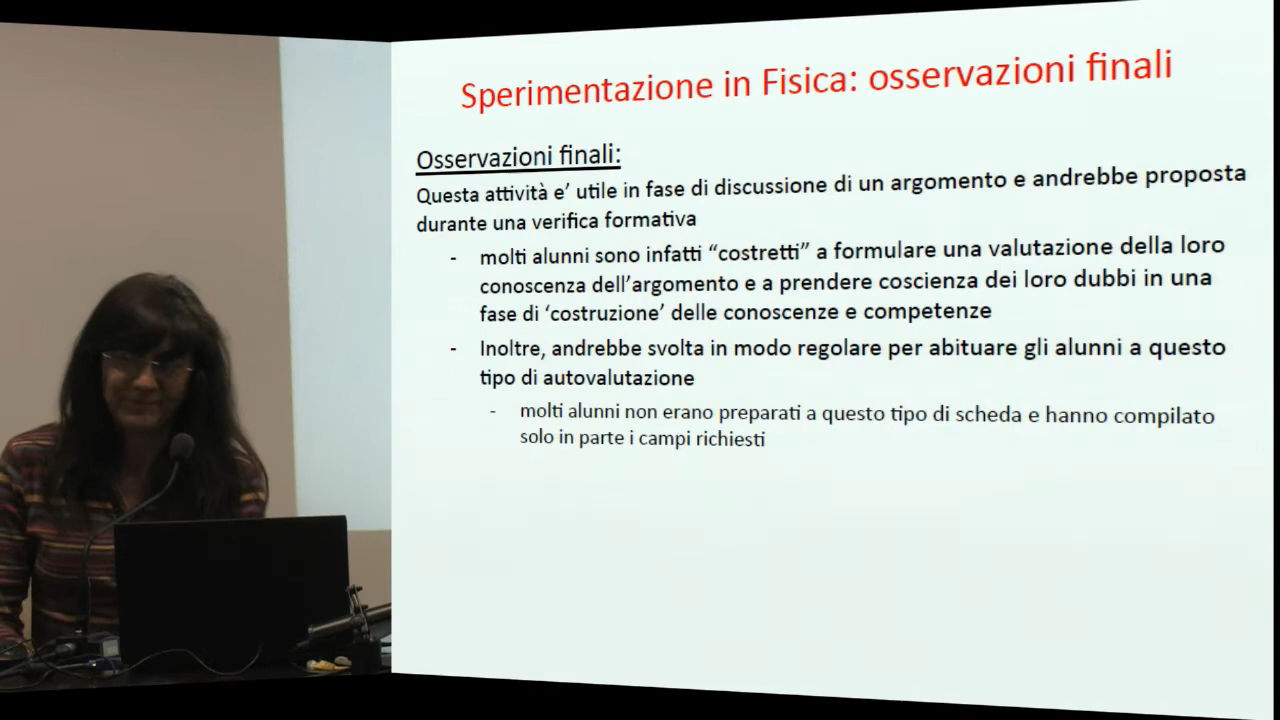 Sperimentazione in Fisica: osservazioni finali
Osservazioni finali:
Questa attività e’ utile in fase di discussione di un argomento e andrebbe proposta
durante una verifica formativa
- molti alunni sono infatti “costretti” a formulare una valutazione della loro
conoscenza dell’argomento e a prendere coscienza dei loro dubbi in una
fase di ‘costruzione’ delle conoscenze e competenze
- Inoltre, andrebbe svolta in modo regolare per abituare gli alunni a questo
tipo di autovalutazione
- molti alunni non erano preparati a questo tipo di scheda e hanno compilato
solo in parte i campi richiesti